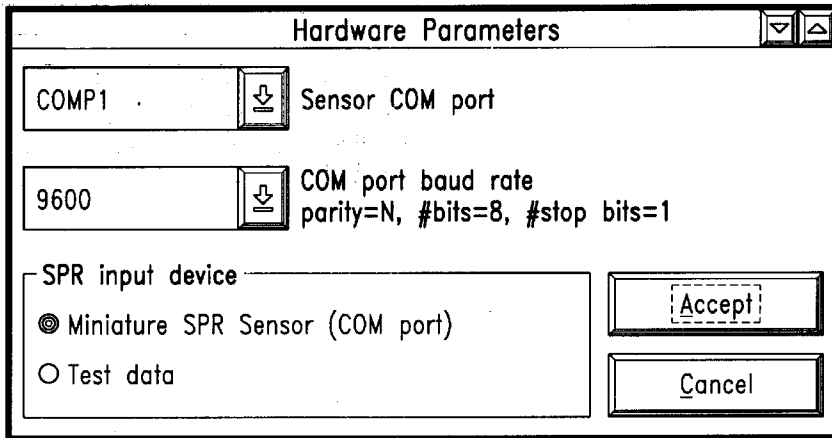 Hardware Parameters
COMP1
Sensor COM port
9600
COM port baud rate
parity=N, #bits=8, #stop bits=1
SPR input device
Miniature SPR Sensor (COM port)
Test data
Accept
Cancel